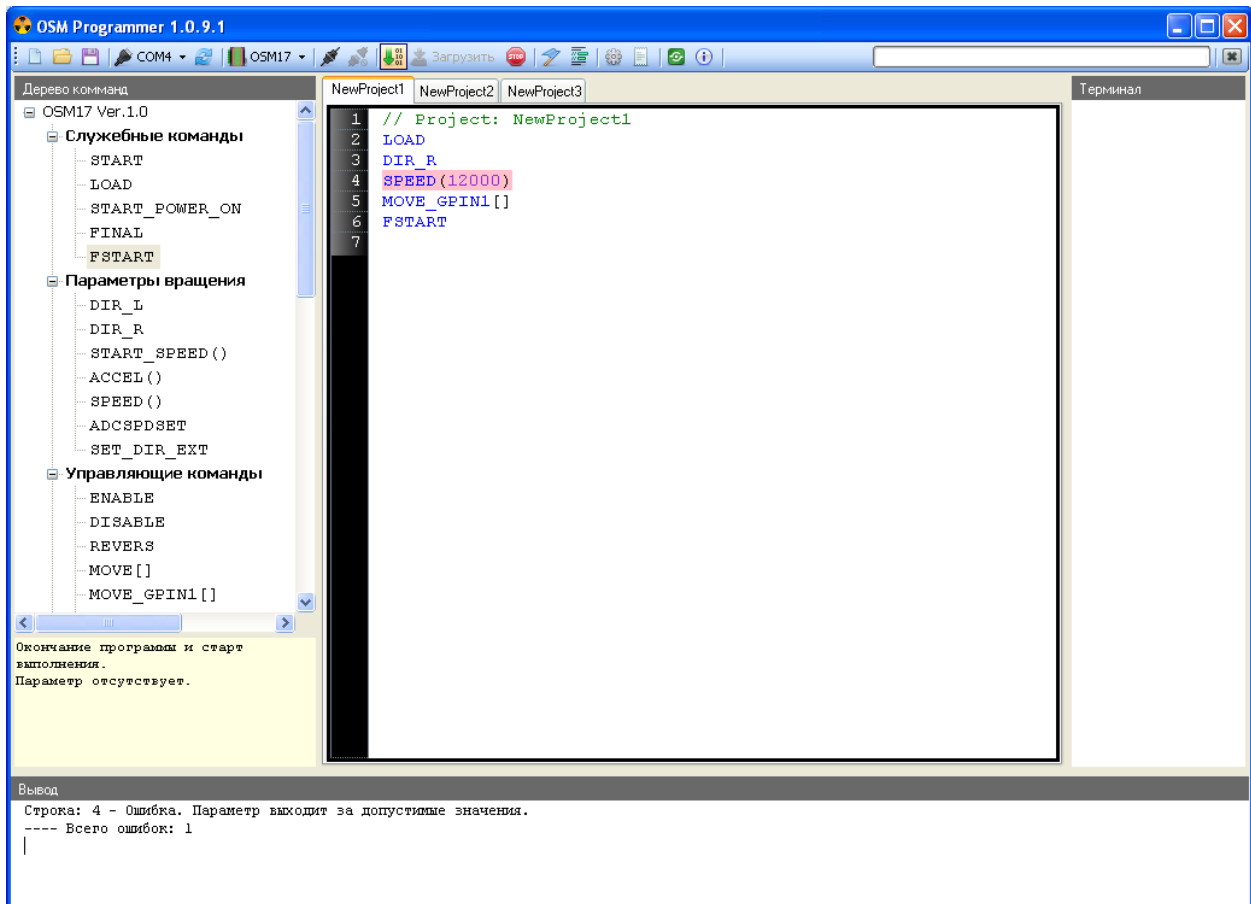 OSM Programmer 1.0.9.1
COM4 OSM17 Загрузить STOP
Дерево комманд
OSM17 Ver.1.0
Служебные команды
START
LOAD
START_POWER_ON
FINAL
FSTART
Параметры вращения
DIR_L
DIR_R
START_SPEED()
ACCEL()
SPEED()
ADCSPDSET
SET_DIR_EXT
Управляющие команды
ENABLE
DISABLE
REVERS
MOVE[]
MOVE_GPIN1[]
Окончание программы и старт
выполнения.
Параметр отсутствует.
NewProject1 NewProject2 NewProject3
1 // Project: NewProject1
2 LOAD
3 DIR_R
4 SPEED(12000)
5 MOVE_GPIN1[]
6 FSTART
7
Терминал
Вывод
Строка: 4 - Ошибка. Параметр выходит за допустимые значения.
---- Всего ошибок: 1